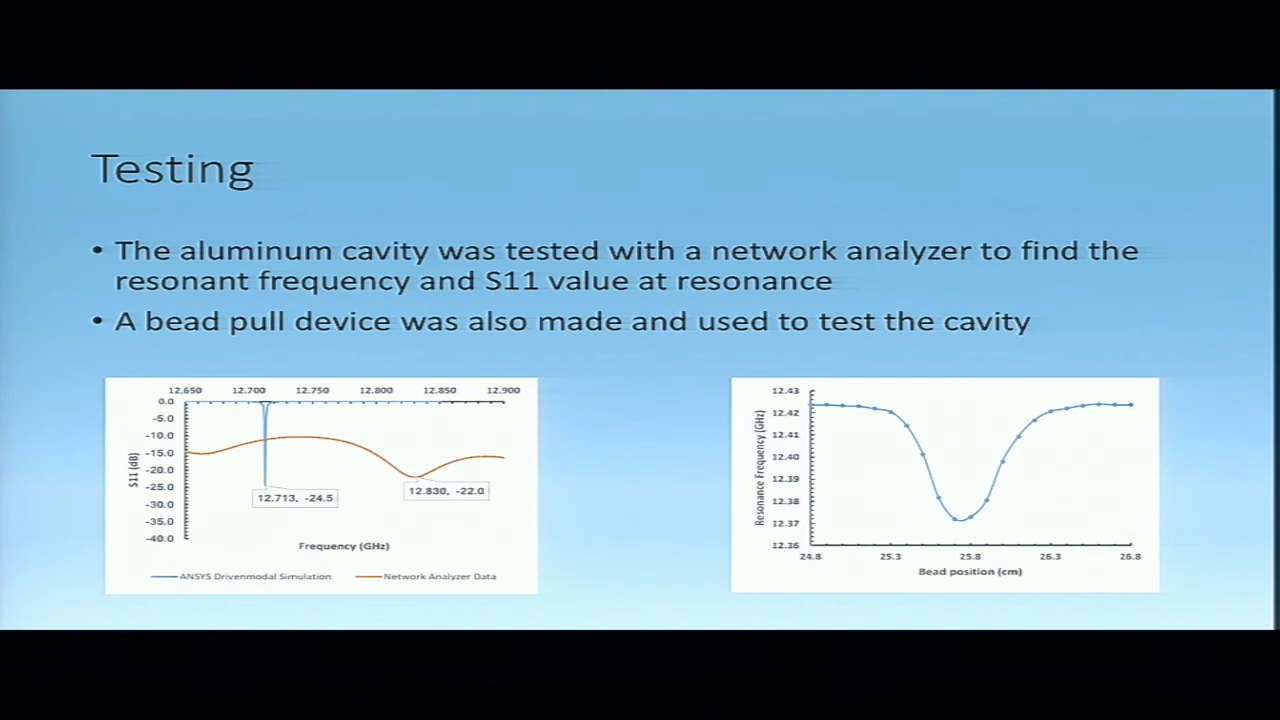 Testing
• The aluminum cavity was tested with a network analyzer to find the
resonant frequency and S11 value at resonance
• A bead pull device was also made and used to test the cavity
12.650 12.700 12.750 12.800 12.850 12.900
0.0
-5.0
-10.0
-15.0
-20.0
-25.0
-30.0
-35.0
-40.0
S11 (dB)
12.713, -24.5
12.830, -22.0
Frequency (GHz)
ANSYS Drivenmodal Simulation
Network Analyzer Data
12.43
12.42
12.41
12.40
12.39
12.38
12.37
12.36
Resonance Frequency (GHz)
24.8 25.3 25.8 26.3 26.8
Bead position (cm)